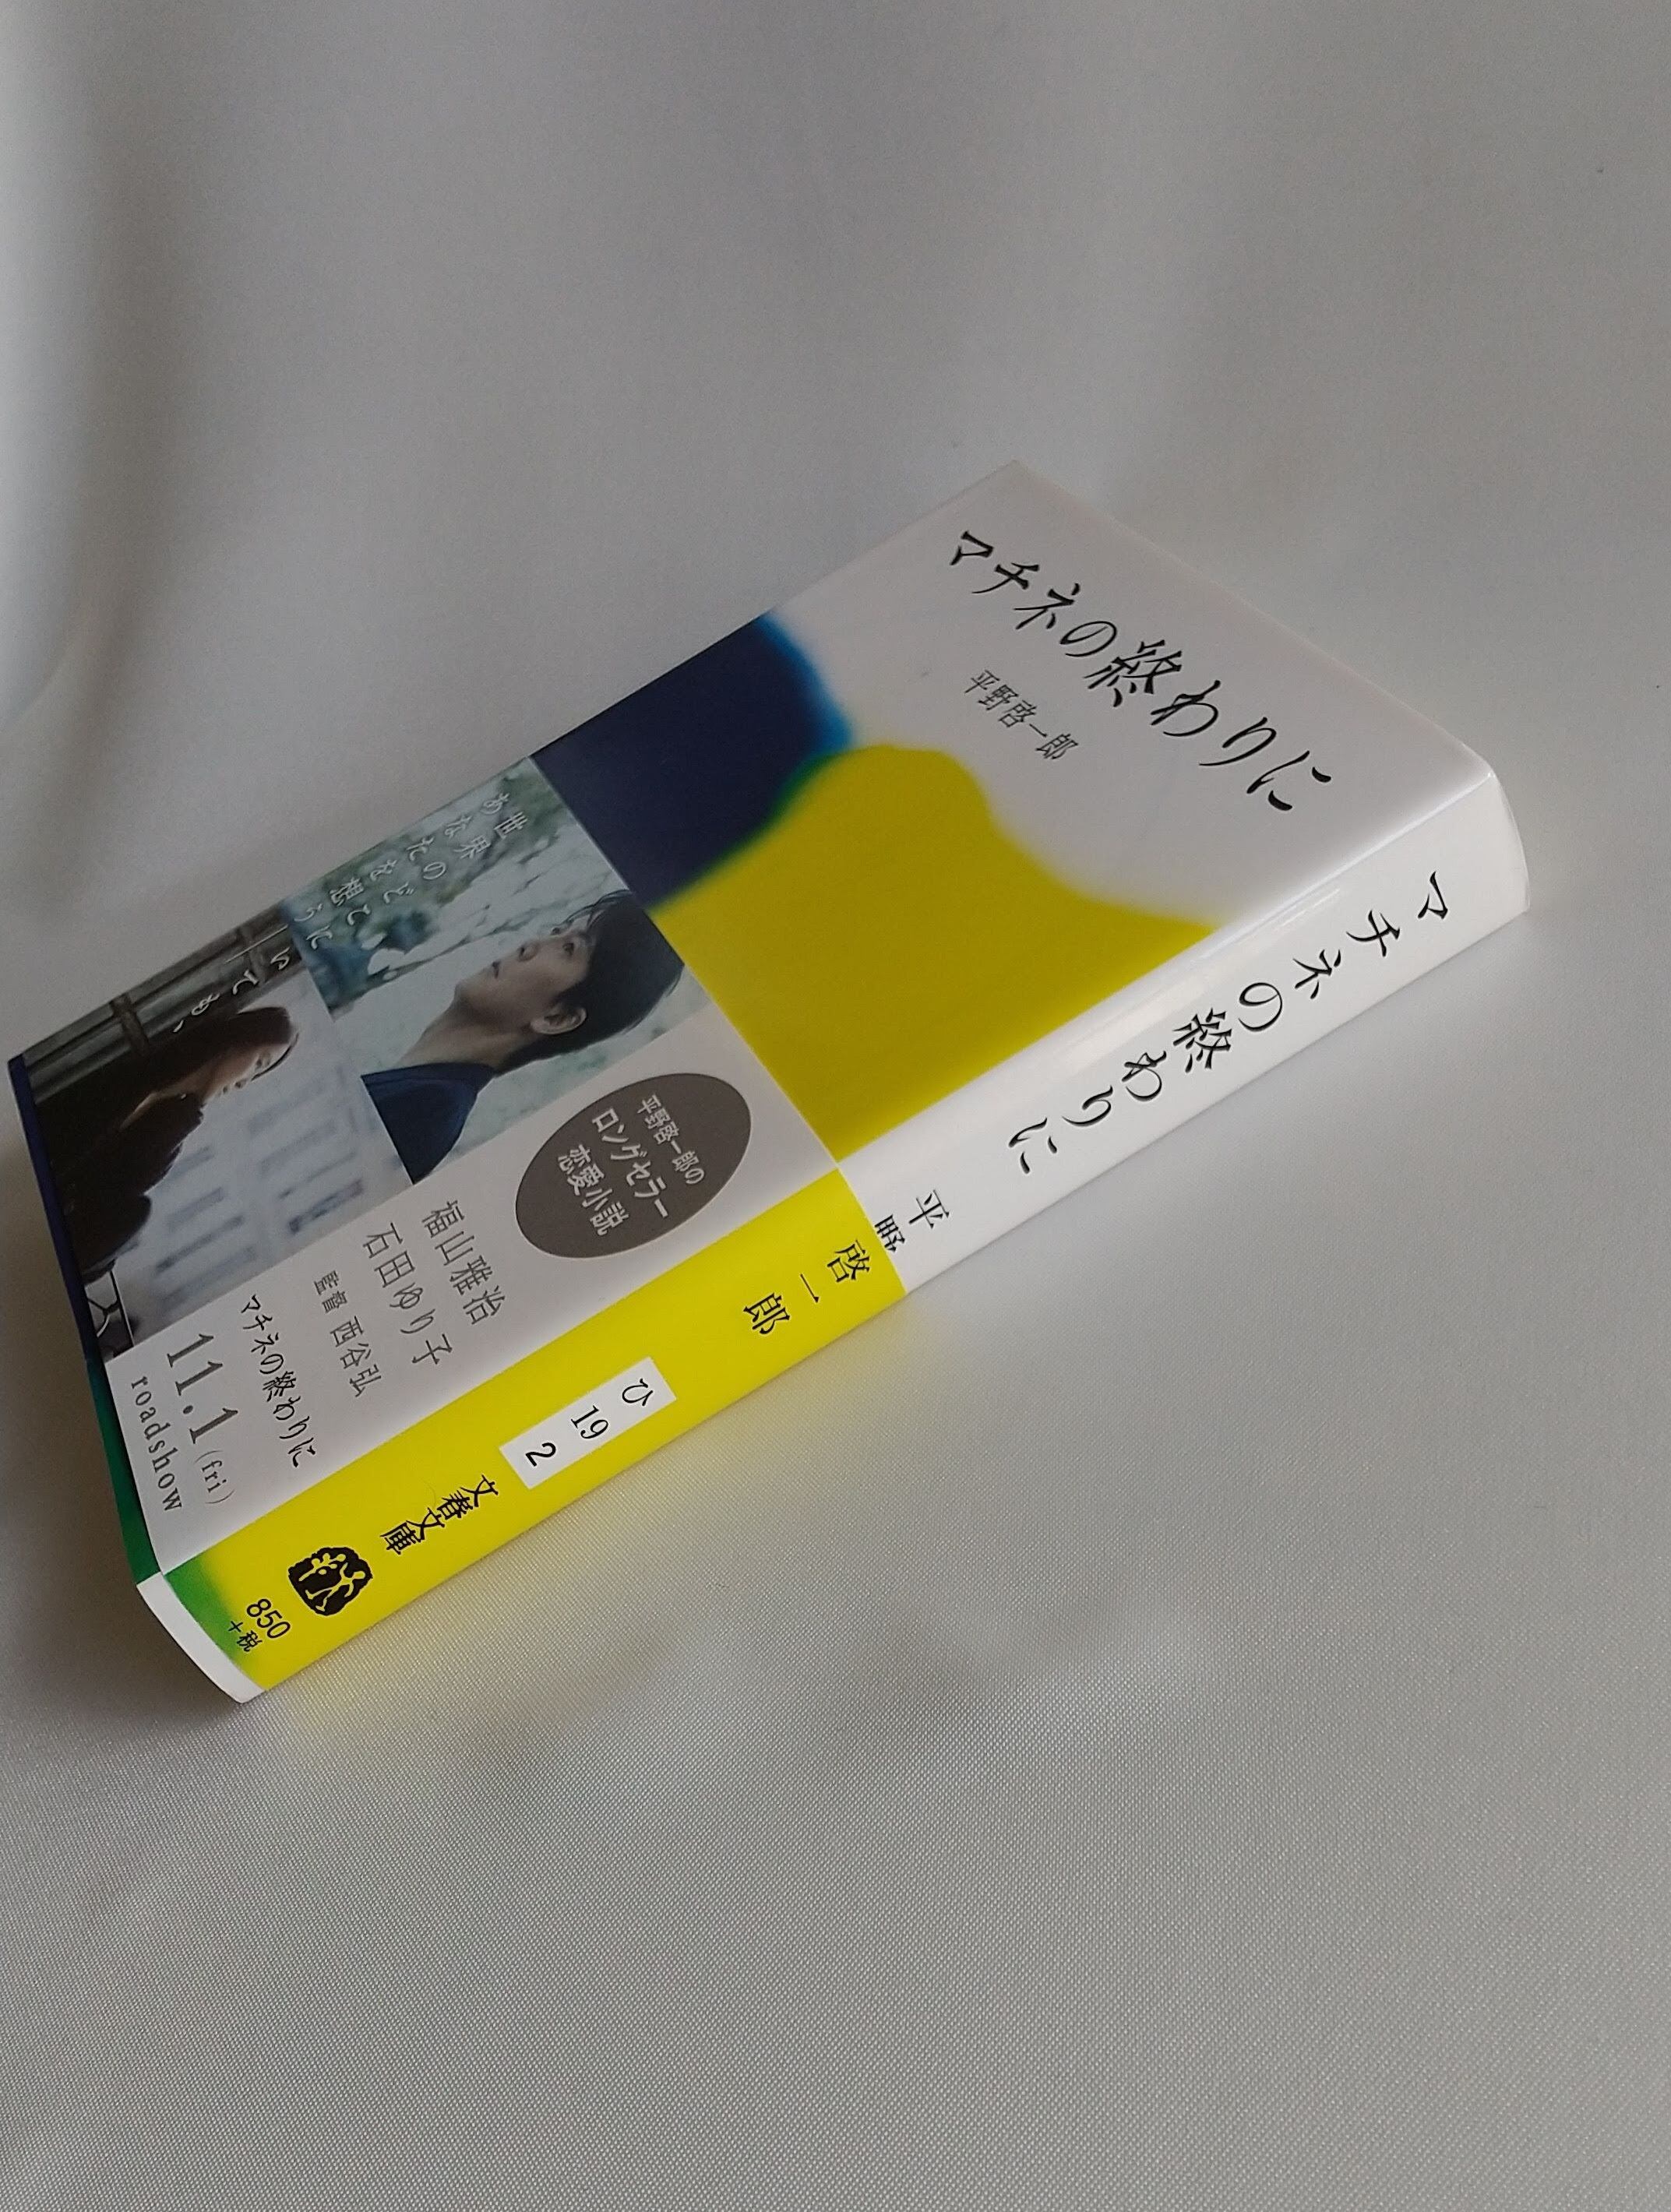 マチネの終わりに
平野啓一郎
世界のどこにいても、
あなたを想う
平野啓一郎の
ロングセラー
恋愛小説
福山雅治
石田ゆり子
監督 西谷弘
マチネの終わりに
11.1(fri)
roadshow
マチネの終わりに
平野
啓一郎
ひ
19
2
文春文庫
850
+税